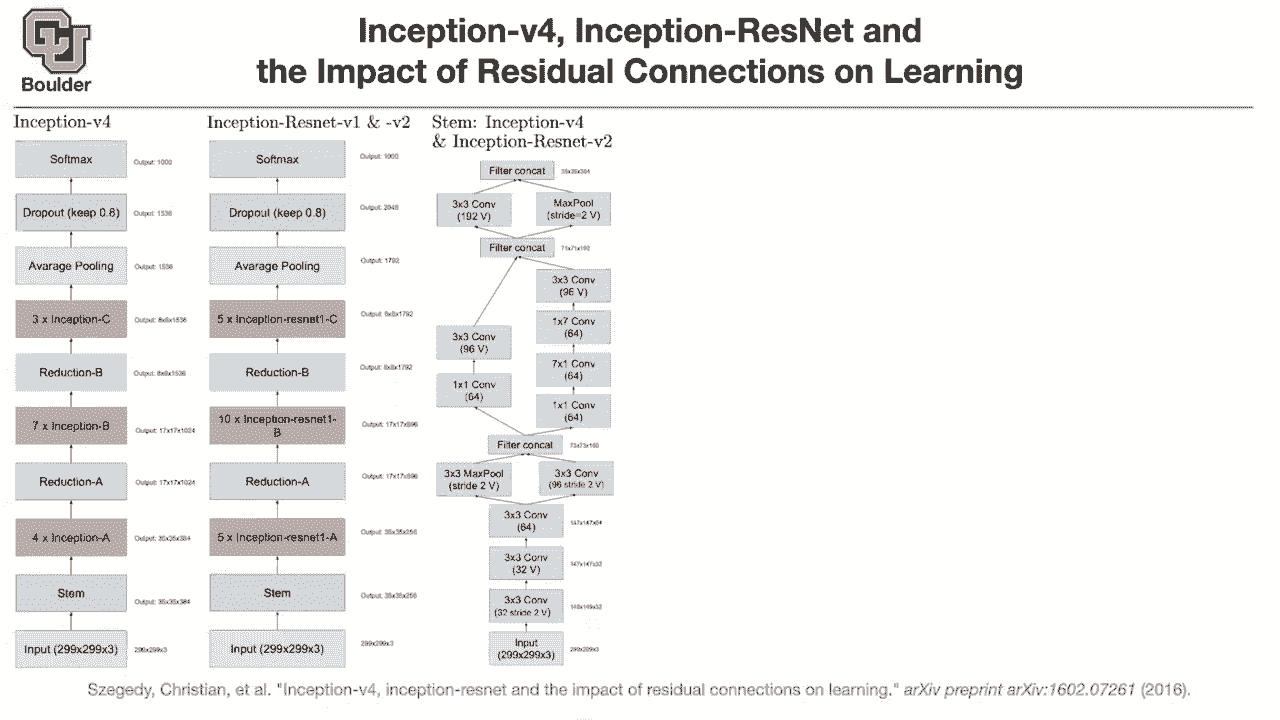 Boulder
Inception-v4, Inception-ResNet and
the Impact of Residual Connections on Learning
Inception-v4
Softmax
Output: 1000
Dropout (keep 0.8)
Output: 1536
Avarage Pooling
Output: 1536
3 x Inception-C
Output: 8x8x1536
Reduction-B
Output: 8x8x1536
7 x Inception-B
Output: 17x17x1024
Reduction-A
Output: 17x17x1024
4 x Inception-A
Output: 35x35x384
Stem
Output: 35x35x384
Input (299x299x3)
299x299x3
Inception-Resnet-v1 & -v2
Softmax
Output: 1000
Dropout (keep 0.8)
Output: 2048
Avarage Pooling
Output: 1792
5 x Inception-resnet1-C
Output: 8x8x1792
Reduction-B
Output: 8x8x1792
10 x Inception-resnet1-
B
Output: 17x17x896
Reduction-A
Output: 17x17x896
5 x Inception-resnet1-A
Output: 35x35x256
Stem
Output: 35x35x256
Input (299x299x3)
299x299x3
Stem: Inception-v4
& Inception-Resnet-v2
Filter concat
35x35x384
3x3 Conv
(192 V)
MaxPool
(stride=2 V)
Filter concat
71x71x192
3x3 Conv
(96 V)
1x7 Conv
(64)
3x3 Conv
(96 V)
7x1 Conv
(64)
1x1 Conv
(64)
1x1 Conv
(64)
Filter concat
73x73x160
3x3 MaxPool
(stride 2 V)
3x3 Conv
(96 stride 2 V)
3x3 Conv
(64)
147x147x64
3x3 Conv
(32 V)
147x147x32
3x3 Conv
(32 stride 2 V)
149x149x32
Input
(299x299x3)
299x299x3
Szegedy, Christian, et al. "Inception-v4, inception-resnet and the impact of residual connections on learning." arXiv preprint arXiv:1602.07261 (2016).